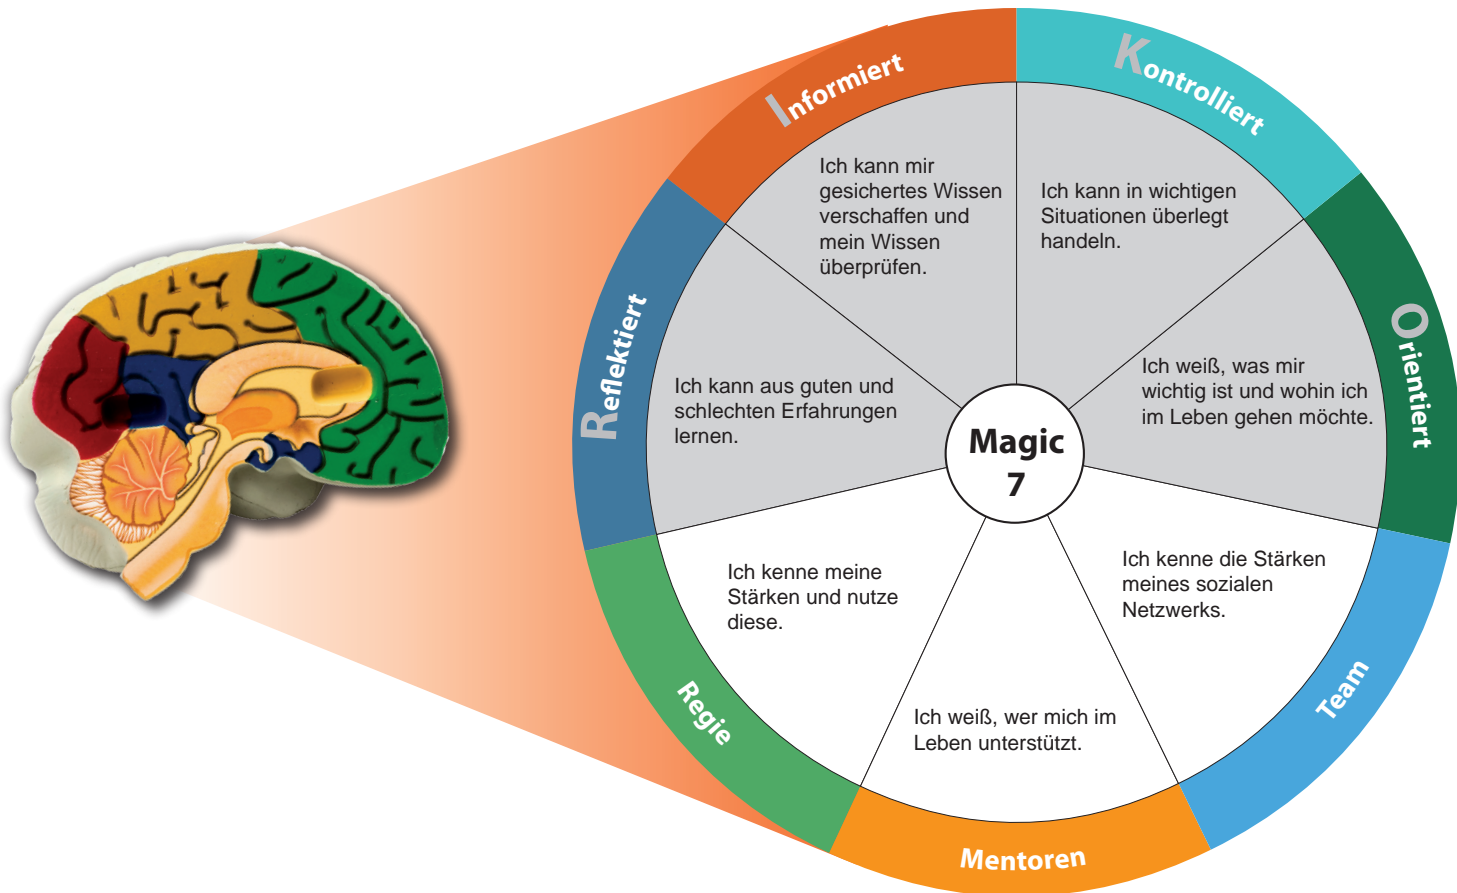 Informiert
Ich kann mir
gesichertes Wissen
verschaffen und
mein Wissen
überprüfen.
Kontrolliert
Ich kann in wichtigen
Situationen überlegt
handeln.
Orientiert
Ich weiß, was mir
wichtig ist und wohin ich
im Leben gehen möchte.
Team
Ich kenne die Stärken
meines sozialen
Netzwerks.
Mentoren
Ich weiß, wer mich im
Leben unterstützt.
Regie
Ich kenne meine
Stärken und nutze
diese.
Reflektiert
Ich kann aus guten und
schlechten Erfahrungen
lernen.
Magic
7